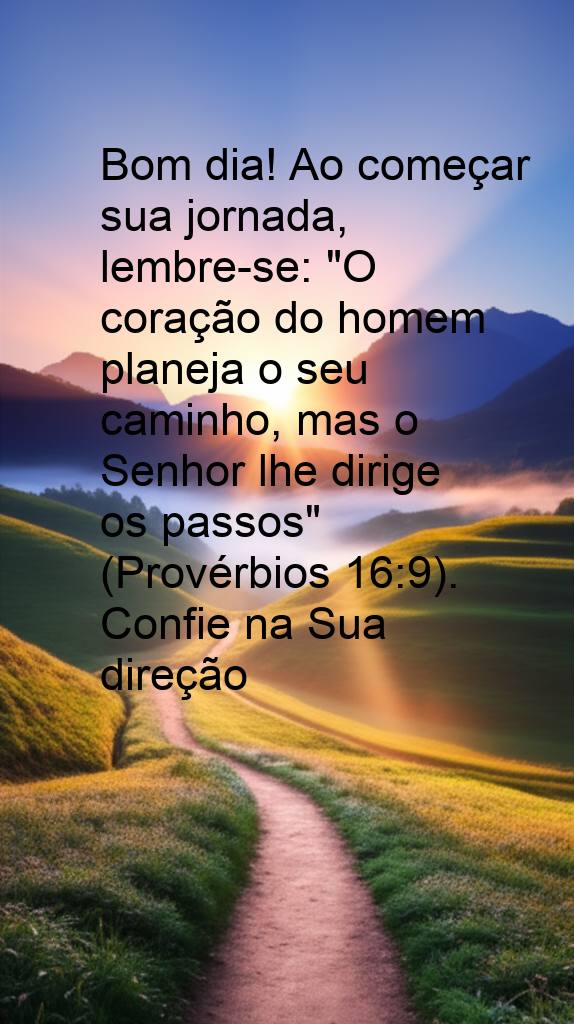 Bom dia! Ao começar
sua jornada,
lembre-se: "O
coração do homem
planeja o seu
caminho, mas o
Senhor lhe dirige
os passos"
(Provérbios 16:9).
Confie na Sua
direção